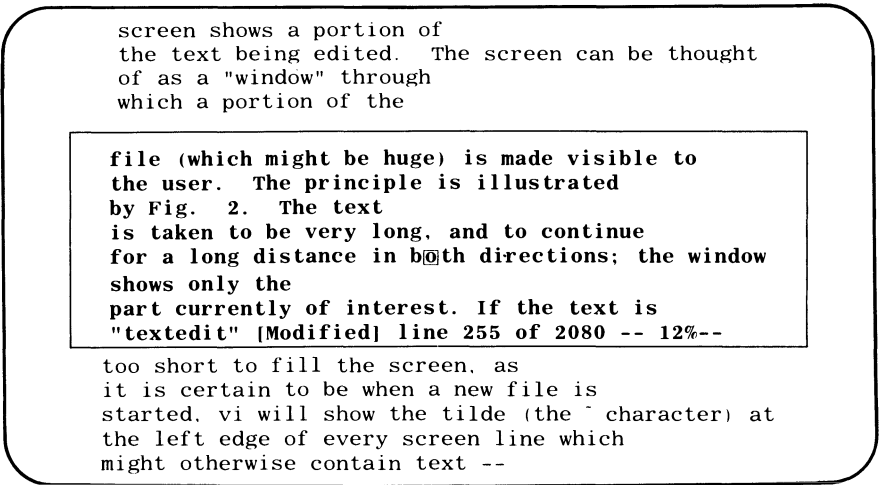 screen shows a portion of
the text being edited.  The screen can be thought
of as a "window" through
which a portion of the
file (which might be huge) is made visible to
the user.  The principle is illustrated
by Fig.  2.  The text
is taken to be very long, and to continue
for a long distance in both directions; the window
shows only the
part currently of interest. If the text is
"textedit" [Modified] line 255 of 2080 -- 12%--
too short to fill the screen, as
it is certain to be when a new file is
started, vi will show the tilde (the ~ character) at
the left edge of every screen line which
might otherwise contain text --